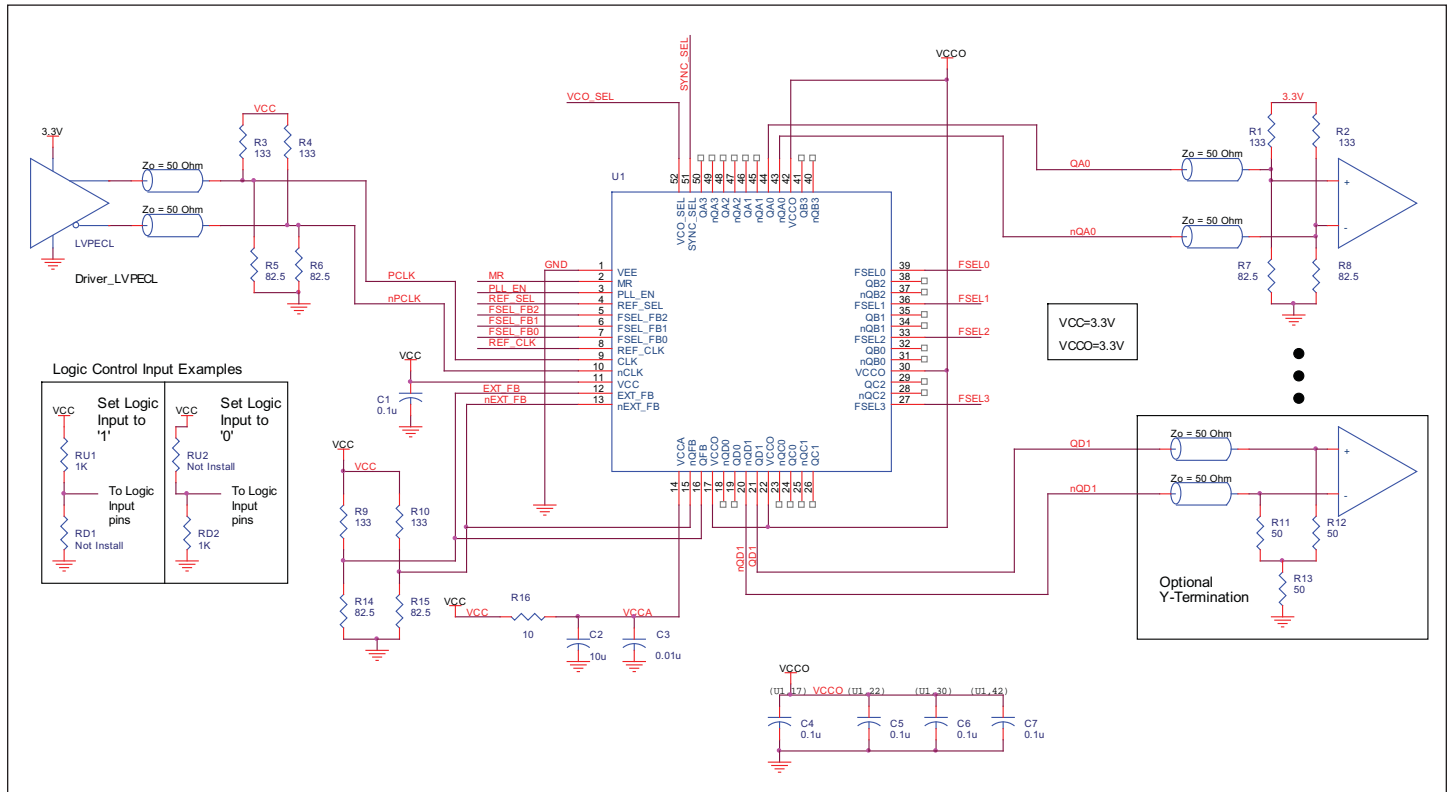 SYNC_SEL
VCO_SEL
VCCO
3.3V
Zo = 50 Ohm
Zo = 50 Ohm
LVPECL
Driver_LVPECL
VCC
R3
133
R4
133
R5
82.5
R6
82.5
PCLK
nPCLK
U1
52
51
50
49
48
47
46
45
44
43
42
41
40
VCO_SEL
SYNC_SEL
QA3
nQA3
QA2
nQA2
QA1
nQA1
QA0
nQA0
VCCO
QB3
nQB3
GND
MR
PLL_EN
REF_SEL
FSEL_FB2
FSEL_FB1
FSEL_FB0
REF_CLK
EXT_FB
nEXT_FB
1 VEE
2 MR
3 PLL_EN
4 REF_SEL
5 FSEL_FB2
6 FSEL_FB1
7 FSEL_FB0
8 REF_CLK
9 CLK
10 nCLK
11 VCC
12 EXT_FB
13 nEXT_FB
FSEL0 39 FSEL0
QB2 38
nQB2 37
FSEL1 36 FSEL1
QB1 35
nQB1 34
FSEL2 33 FSEL2
QB0 32
nQB0 31
VCCO 30
QC2 29
nQC2 28
FSEL3 27 FSEL3
VCCA
nQFB
QFB
VCCO
nQD0
QD0
nQD1
QD1
VCCO
nQC0
QC0
nQC1
QC1
14
15
16
17
18
19
20
21
22
23
24
25
26
nQD1
QD1
QA0
nQA0
Zo = 50 Ohm
Zo = 50 Ohm
3.3V
R1
133
R2
133
R7
82.5
R8
82.5
+
-
VCC=3.3V
VCCO=3.3V
QD1
nQD1
Zo = 50 Ohm
Zo = 50 Ohm
+
-
R11
50
R12
50
R13
50
Optional
Y-Termination
Logic Control Input Examples
VCC
Set Logic
Input to
'1'
RU1
1K
To Logic
Input
pins
RD1
Not Install
VCC
Set Logic
Input to
'0'
RU2
Not Install
To Logic
Input
pins
RD2
1K
VCC
C1
0.1u
VCC
VCC
R9
133
R10
133
R14
82.5
R15
82.5
VCC
VCC
R16
10
VCCA
C2
10u
C3
0.01u
VCCO
(U1,17)
VCCO
(U1,22)
(U1,30)
(U1,42)
C4
0.1u
C5
0.1u
C6
0.1u
C7
0.1u